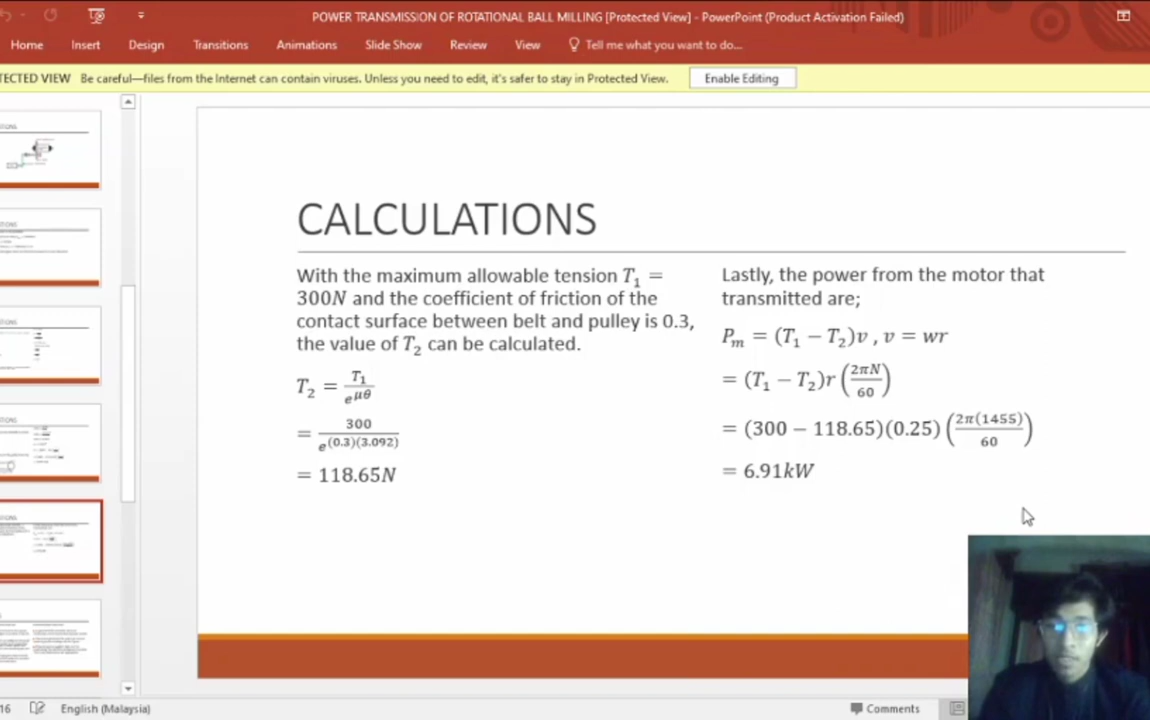 POWER TRANSMISSION OF ROTATIONAL BALL MILLING [Protected View] - PowerPoint (Product Activation Failed)
Home Insert Design Transitions Animations Slide Show Review View Tell me what you want to do...
TECTED VIEW Be careful—files from the Internet can contain viruses. Unless you need to edit, it's safer to stay in Protected View. Enable Editing
CALCULATIONS
With the maximum allowable tension T₁ =
300N and the coefficient of friction of the
contact surface between belt and pulley is 0.3,
the value of T₂ can be calculated.
T₂ = T₁/e^(μθ)
= 300/e^((0.3)(3.092))
= 118.65N
Lastly, the power from the motor that
transmitted are;
Pₘ = (T₁ − T₂)v , v = wr
= (T₁ − T₂)r (2πN/60)
= (300 − 118.65)(0.25) (2π(1455)/60)
= 6.91kW
16 English (Malaysia) Comments